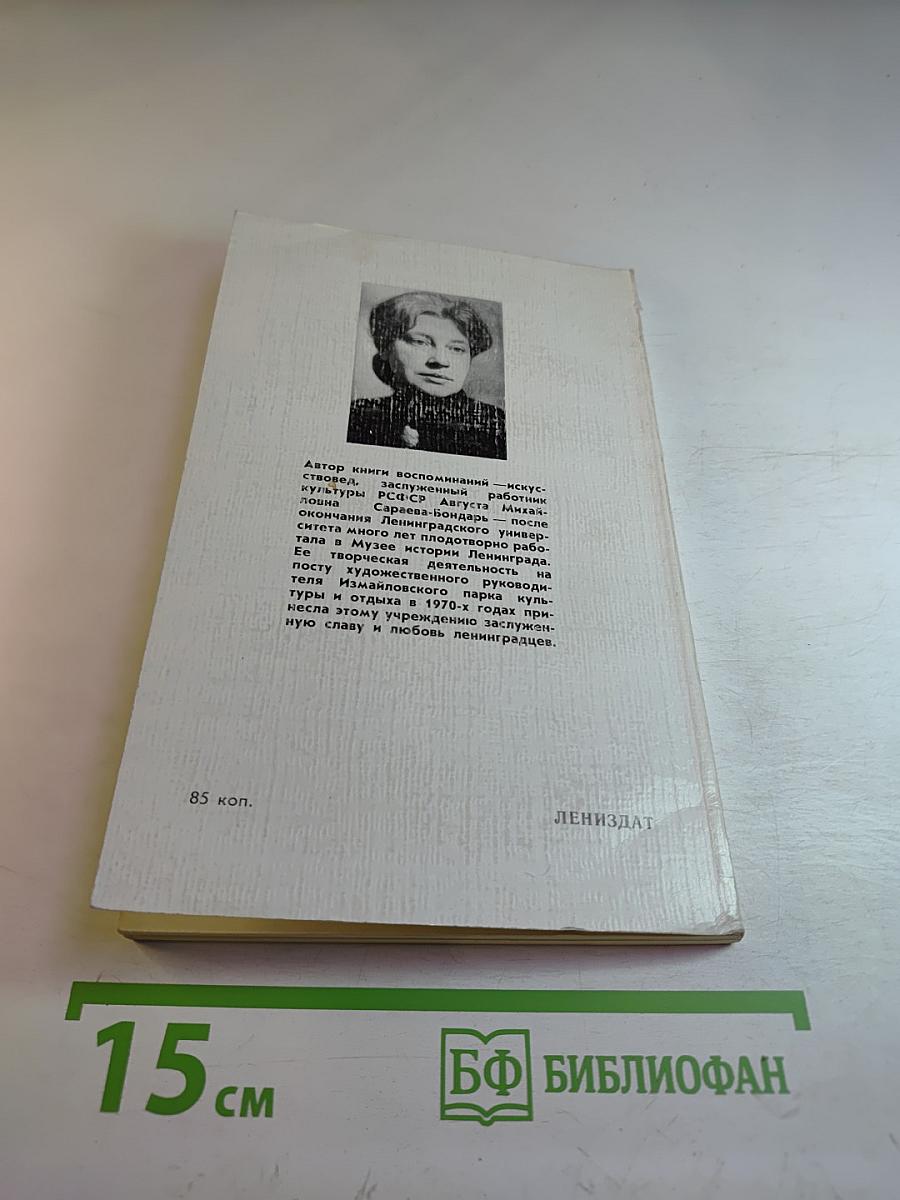 Автор книги воспоминаний — искус-
ствовед, заслуженный работник
культуры РСФСР Августа Михай-
ловна Сараева-Бондарь — после
окончания Ленинградского универ-
ситета много лет плодотворно рабо-
тала в Музее истории Ленинграда.
Ее творческая деятельность на
посту художественного руководи-
теля Измайловского парка куль-
туры и отдыха в 1970-х годах при-
несла этому учреждению заслужен-
ную славу и любовь ленинградцев.
85 коп.
ЛЕНИЗДАТ
15 см
БФ БИБЛИОФАН